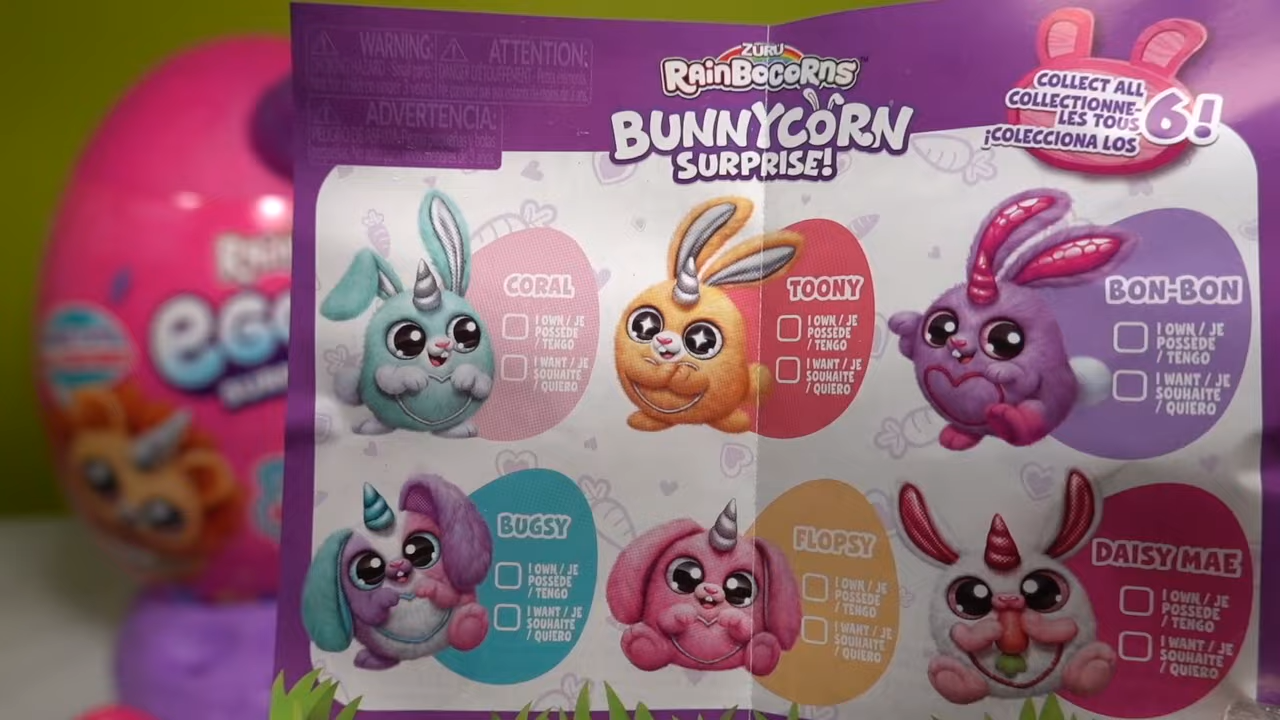 WARNING:
ATTENTION:
ADVERTENCIA:
ZURU
RAINBOCORNS
BUNNYCORN
SURPRISE!
COLLECT ALL
COLLECTIONNE-
LES TOUS
¡COLECCIONA LOS
6!
CORAL
I OWN / JE
POSSÈDE
/ TENGO
I WANT / JE
SOUHAITE
/ QUIERO
TOONY
I OWN / JE
POSSÈDE
/ TENGO
I WANT / JE
SOUHAITE
/ QUIERO
BON-BON
I OWN / JE
POSSÈDE
/ TENGO
I WANT / JE
SOUHAITE
/ QUIERO
BUGSY
I OWN / JE
POSSÈDE
/ TENGO
I WANT / JE
SOUHAITE
/ QUIERO
FLOPSY
I OWN / JE
POSSÈDE
/ TENGO
I WANT / JE
SOUHAITE
/ QUIERO
DAISY MAE
I OWN / JE
POSSÈDE
/ TENGO
I WANT / JE
SOUHAITE
/ QUIERO